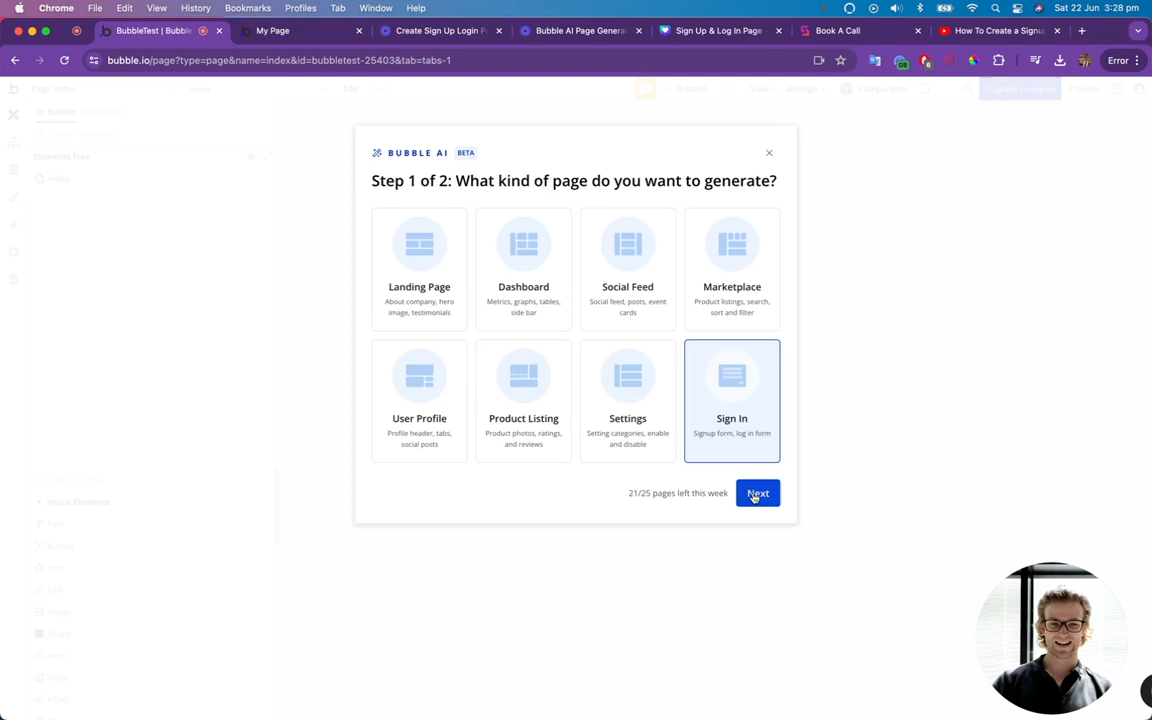 Chrome File Edit View History Bookmarks Profiles Tab Window Help Sat 22 Jun 3:28 pm
BubbleTest | Bubble My Page Create Sign Up Login P Bubble AI Page Genera Sign Up & Log In Page Book A Call How To Create a Signu
bubble.io/page?type=page&name=index&id=bubbletest-25403&tab=tabs-1 Error
Page: index index Edit 0 issues View Arrange Components Upgrade to deploy Preview
UI Builder
Elements Tree
index
BUBBLE AI BETA
Step 1 of 2: What kind of page do you want to generate?
Landing Page
About company, hero
image, testimonials
Dashboard
Metrics, graphs, tables,
side bar
Social Feed
Social feed, posts, event
cards
Marketplace
Product listings, search,
sort and filter
User Profile
Profile header, tabs,
social posts
Product Listing
Product photos, ratings,
and reviews
Settings
Setting categories, enable
and disable
Sign In
Signup form, log in form
21/25 pages left this week Next
Visual Elements
Text
Button
Icon
Link
Image
Shape
Alert
Video
HTML